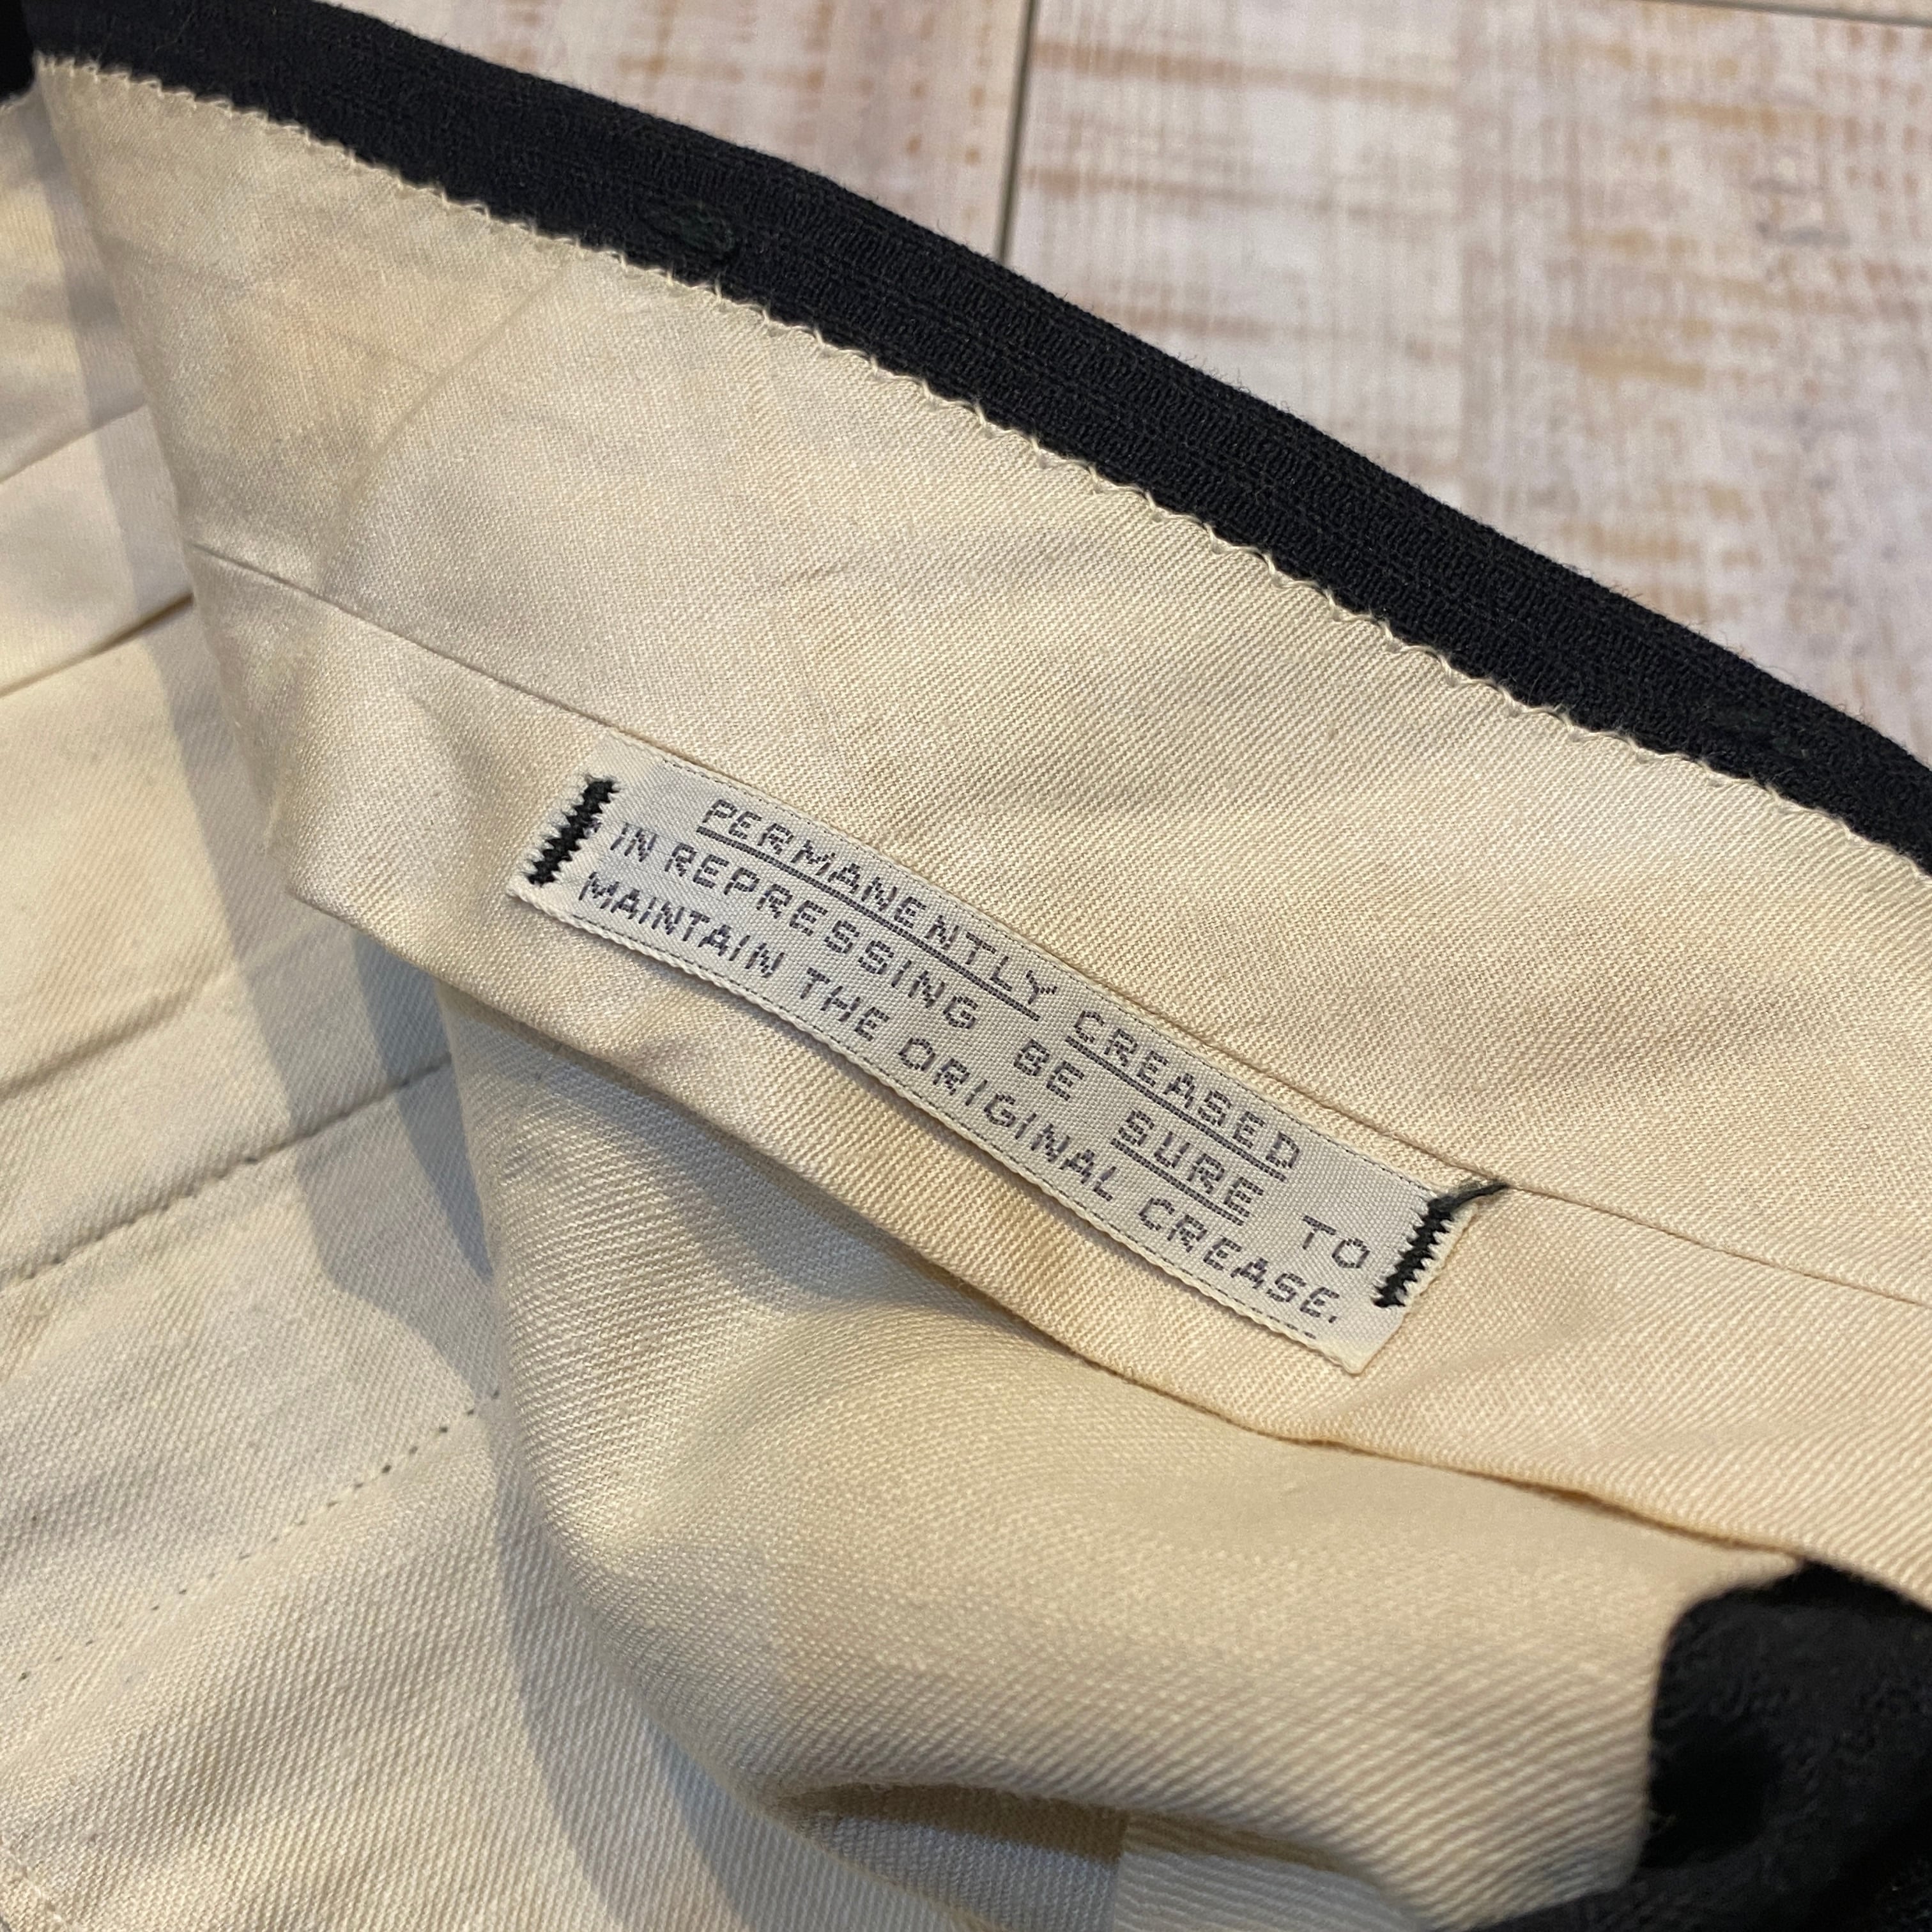 PERMANENTLY CREASED
IN REPRESSING BE SURE TO
MAINTAIN THE ORIGINAL CREASE.